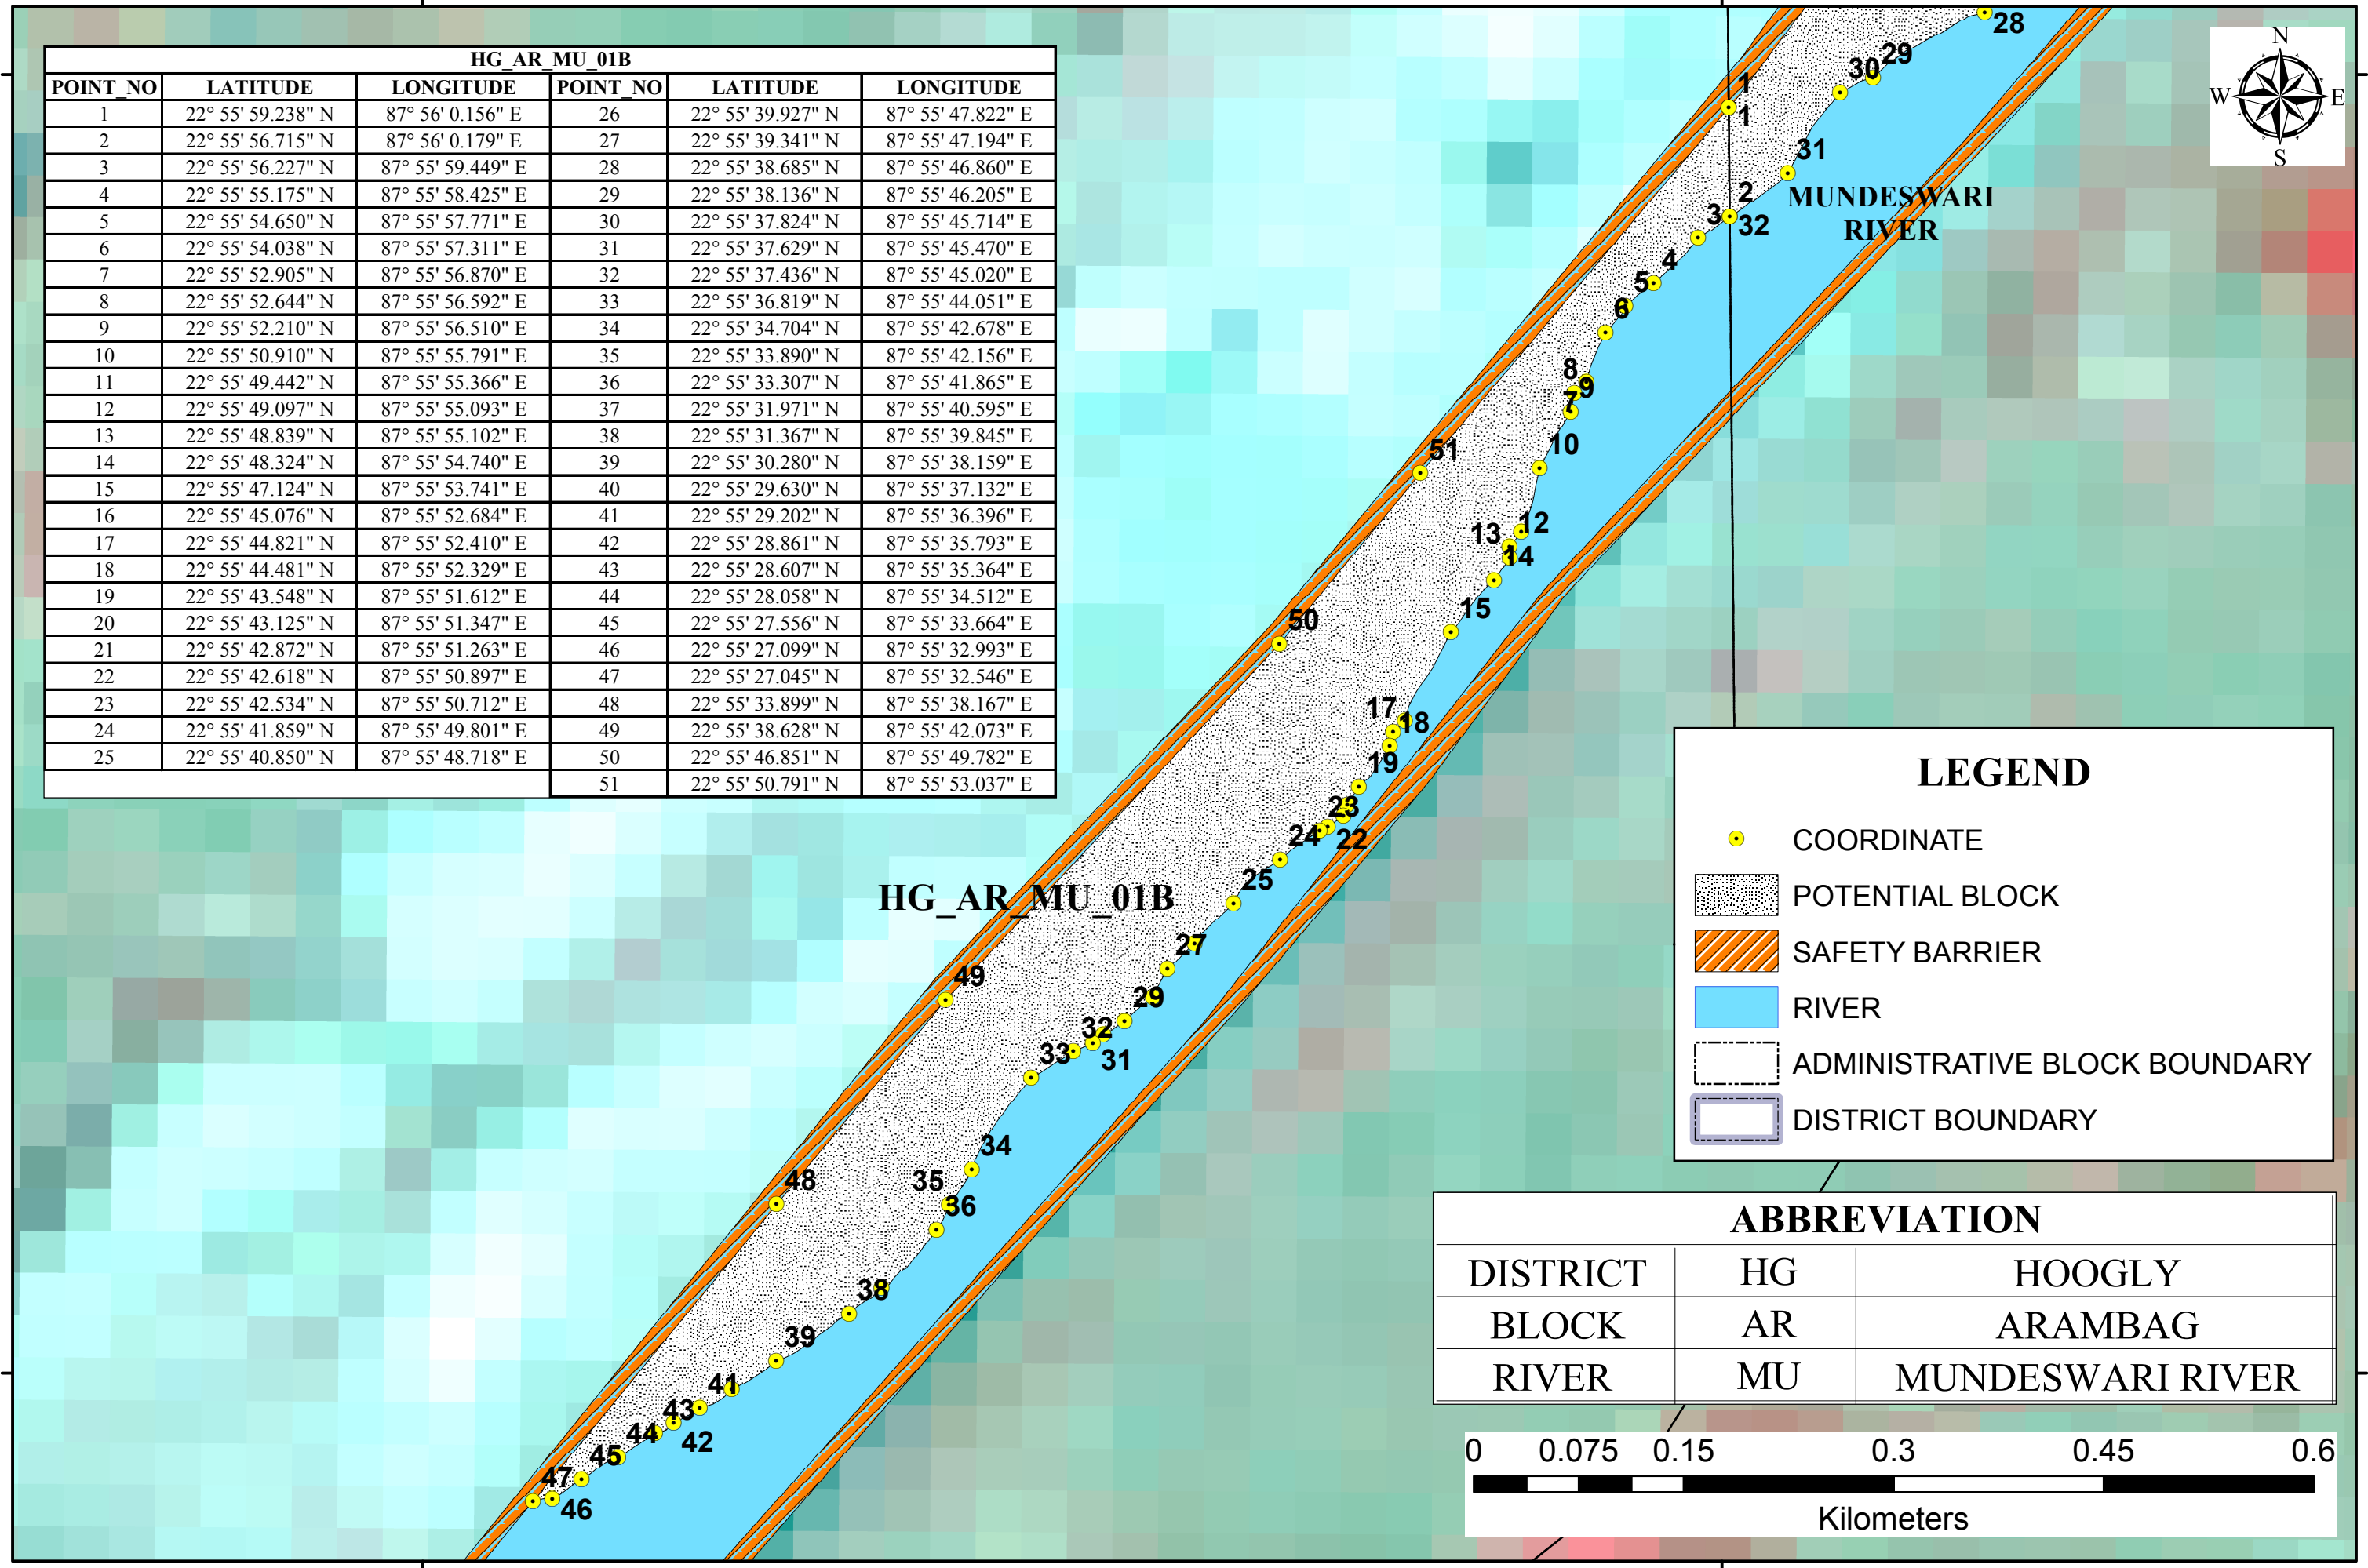 HG_AR_MU_01B
POINT_NO LATITUDE LONGITUDE POINT_NO LATITUDE LONGITUDE
1 22° 55' 59.238" N 87° 56' 0.156" E 26 22° 55' 39.927" N 87° 55' 47.822" E
2 22° 55' 56.715" N 87° 56' 0.179" E 27 22° 55' 39.341" N 87° 55' 47.194" E
3 22° 55' 56.227" N 87° 55' 59.449" E 28 22° 55' 38.685" N 87° 55' 46.860" E
4 22° 55' 55.175" N 87° 55' 58.425" E 29 22° 55' 38.136" N 87° 55' 46.205" E
5 22° 55' 54.650" N 87° 55' 57.771" E 30 22° 55' 37.824" N 87° 55' 45.714" E
6 22° 55' 54.038" N 87° 55' 57.311" E 31 22° 55' 37.629" N 87° 55' 45.470" E
7 22° 55' 52.905" N 87° 55' 56.870" E 32 22° 55' 37.436" N 87° 55' 45.020" E
8 22° 55' 52.644" N 87° 55' 56.592" E 33 22° 55' 36.819" N 87° 55' 44.051" E
9 22° 55' 52.210" N 87° 55' 56.510" E 34 22° 55' 34.704" N 87° 55' 42.678" E
10 22° 55' 50.910" N 87° 55' 55.791" E 35 22° 55' 33.890" N 87° 55' 42.156" E
11 22° 55' 49.442" N 87° 55' 55.366" E 36 22° 55' 33.307" N 87° 55' 41.865" E
12 22° 55' 49.097" N 87° 55' 55.093" E 37 22° 55' 31.971" N 87° 55' 40.595" E
13 22° 55' 48.839" N 87° 55' 55.102" E 38 22° 55' 31.367" N 87° 55' 39.845" E
14 22° 55' 48.324" N 87° 55' 54.740" E 39 22° 55' 30.280" N 87° 55' 38.159" E
15 22° 55' 47.124" N 87° 55' 53.741" E 40 22° 55' 29.630" N 87° 55' 37.132" E
16 22° 55' 45.076" N 87° 55' 52.684" E 41 22° 55' 29.202" N 87° 55' 36.396" E
17 22° 55' 44.821" N 87° 55' 52.410" E 42 22° 55' 28.861" N 87° 55' 35.793" E
18 22° 55' 44.481" N 87° 55' 52.329" E 43 22° 55' 28.607" N 87° 55' 35.364" E
19 22° 55' 43.548" N 87° 55' 51.612" E 44 22° 55' 28.058" N 87° 55' 34.512" E
20 22° 55' 43.125" N 87° 55' 51.347" E 45 22° 55' 27.556" N 87° 55' 33.664" E
21 22° 55' 42.872" N 87° 55' 51.263" E 46 22° 55' 27.099" N 87° 55' 32.993" E
22 22° 55' 42.618" N 87° 55' 50.897" E 47 22° 55' 27.045" N 87° 55' 32.546" E
23 22° 55' 42.534" N 87° 55' 50.712" E 48 22° 55' 33.899" N 87° 55' 38.167" E
24 22° 55' 41.859" N 87° 55' 49.801" E 49 22° 55' 38.628" N 87° 55' 42.073" E
25 22° 55' 40.850" N 87° 55' 48.718" E 50 22° 55' 46.851" N 87° 55' 49.782" E
51 22° 55' 50.791" N 87° 55' 53.037" E
28
29
30
1
1
31
2
3
32
MUNDESWARI
RIVER
4
5
6
8
9
7
10
51
12
13
14
15
50
17
18
19
23
24
22
25
HG_AR_MU_01B
27
49
29
32
33
31
34
48
35
36
38
39
41
43
44
42
45
47
46
N
W
E
S
LEGEND
COORDINATE
POTENTIAL BLOCK
SAFETY BARRIER
RIVER
ADMINISTRATIVE BLOCK BOUNDARY
DISTRICT BOUNDARY
ABBREVIATION
DISTRICT HG HOOGLY
BLOCK AR ARAMBAG
RIVER MU MUNDESWARI RIVER
0 0.075 0.15 0.3 0.45 0.6
Kilometers